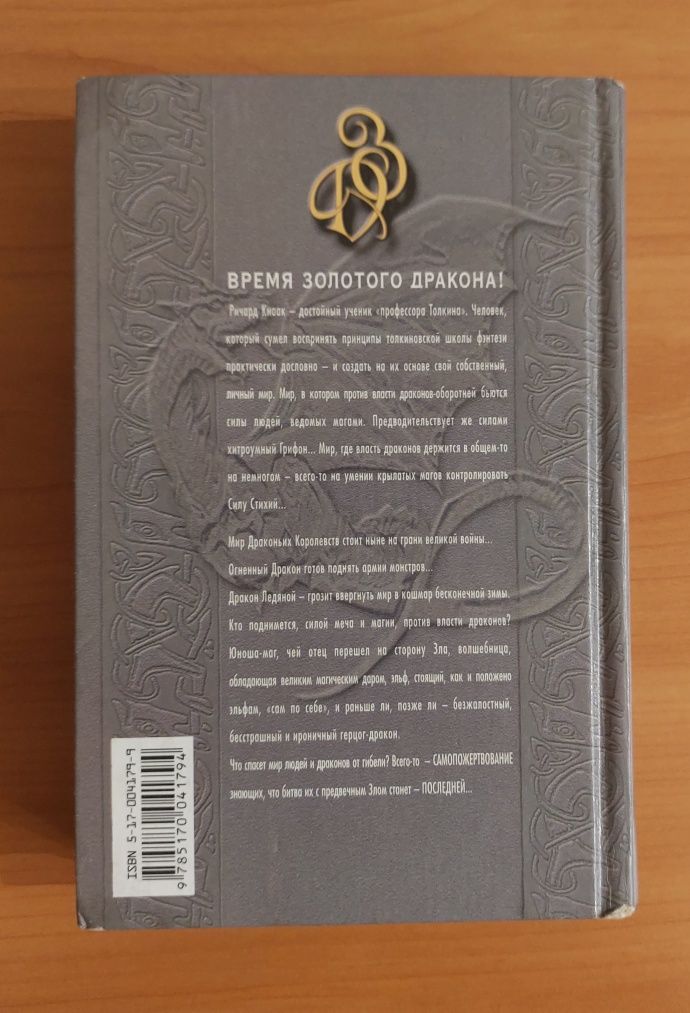 ВРЕМЯ ЗОЛОТОГО ДРАКОНА!
Ричард Кнаак – достойный ученик «профессора Толкина». Человек,
который сумел воспринять принципы толкиновской школы фэнтези
практически дословно – и создать на их основе свой собственный,
личный мир. Мир, в котором против власти драконов-оборотней бьются
силы людей, ведомых магами. Предводительствует же силами
хитроумный Грифон... Мир, где власть драконов держится в общем-то
на немногом – всего-то на умении крылатых магов контролировать
Силу Стихий...
Мир Драконьих Королевств стоит ныне на грани великой войны...
Огненный Дракон готов поднять армии монстров...
Дракон Ледяной – грозит ввергнуть мир в кошмар бесконечной зимы.
Кто поднимется, силой меча и магии, против власти драконов?
Юноша-маг, чей отец перешел на сторону Зла, волшебница,
обладающая великим магическим даром, эльф, стоящий, как и положено
эльфам, «сам по себе», и раньше ли, позже ли – безжалостный,
бесстрашный и ироничный герцог-дракон.
Что спасет мир людей и драконов от гибели? Всего-то – САМОПОЖЕРТВОВАНИЕ
знающих, что битва их с предвечным Злом станет – ПОСЛЕДНЕЙ...
ISBN 5-17-004179-9
9 785170 041794